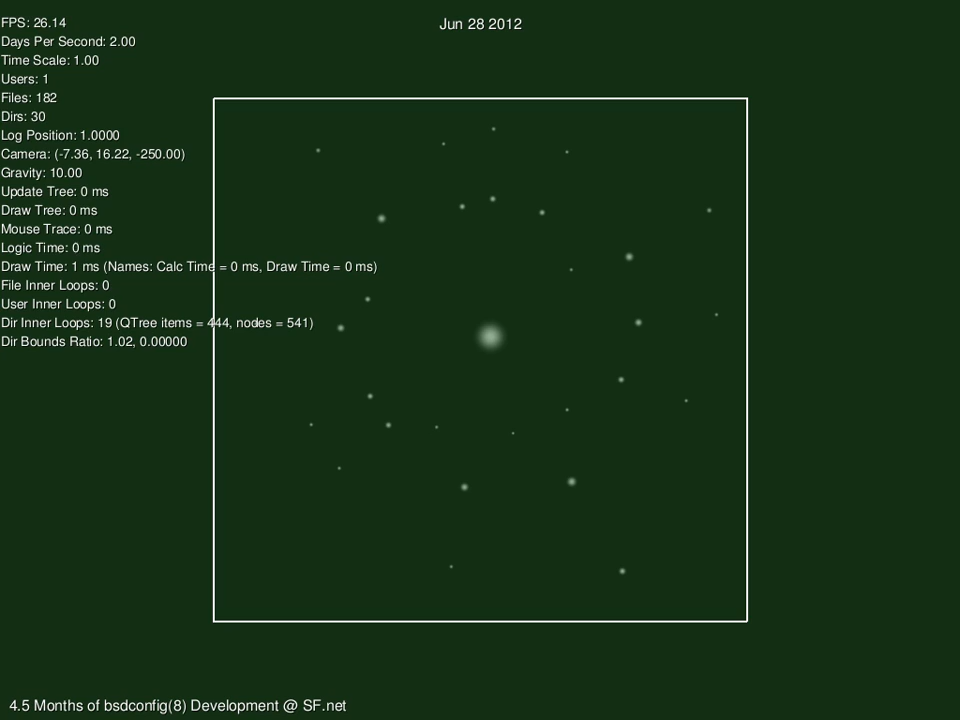 FPS: 26.14
Days Per Second: 2.00
Time Scale: 1.00
Users: 1
Files: 182
Dirs: 30
Log Position: 1.0000
Camera: (-7.36, 16.22, -250.00)
Gravity: 10.00
Update Tree: 0 ms
Draw Tree: 0 ms
Mouse Trace: 0 ms
Logic Time: 0 ms
Draw Time: 1 ms (Names: Calc Time = 0 ms, Draw Time = 0 ms)
File Inner Loops: 0
User Inner Loops: 0
Dir Inner Loops: 19 (QTree items = 444, nodes = 541)
Dir Bounds Ratio: 1.02, 0.00000
Jun 28 2012
4.5 Months of bsdconfig(8) Development @ SF.net